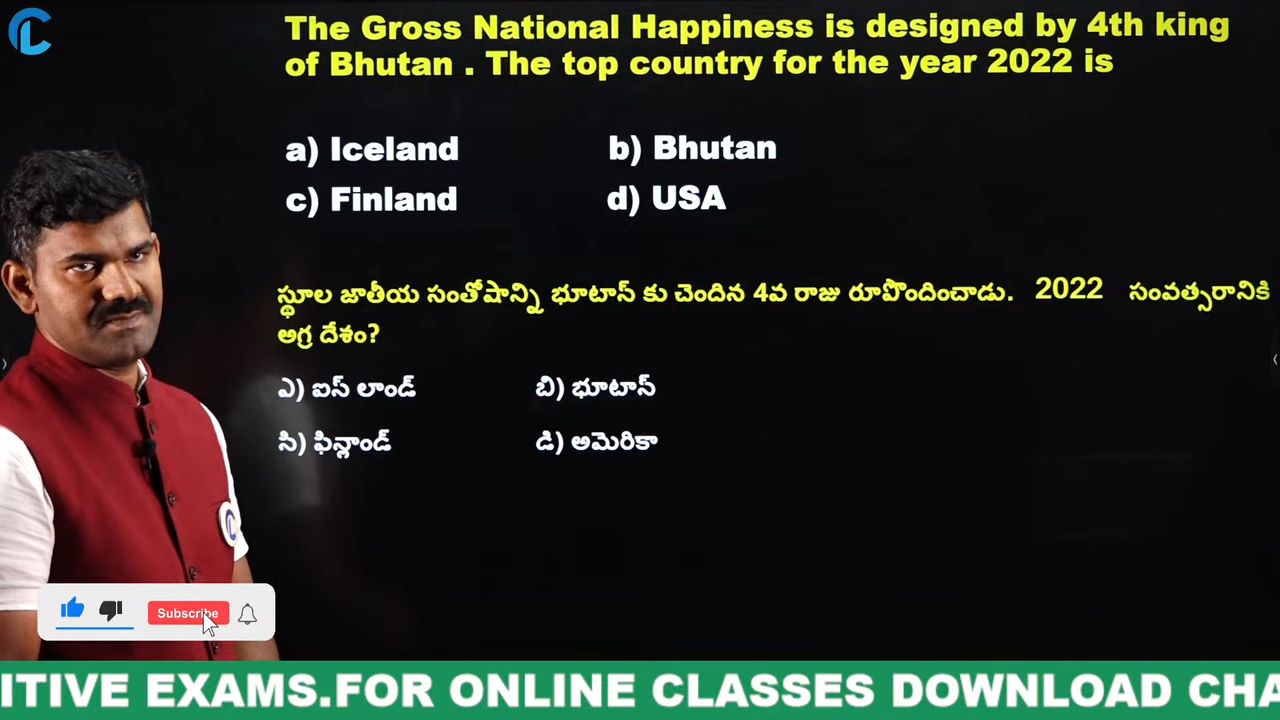 The Gross National Happiness is designed by 4th king
of Bhutan . The top country for the year 2022 is
a) Iceland b) Bhutan
c) Finland d) USA
స్థూల జాతీయ సంతోషాన్ని భూటాస్ కు చెందిన 4వ రాజు రూపొందించాడు. 2022 సంవత్సరానికి
అగ్ర దేశం?
ఎ) ఐస్ లాండ్ బి) భూటాస్
సి) ఫిన్లాండ్ డి) అమెరికా
Subscribe
ITIVE EXAMS.FOR ONLINE CLASSES DOWNLOAD CHA